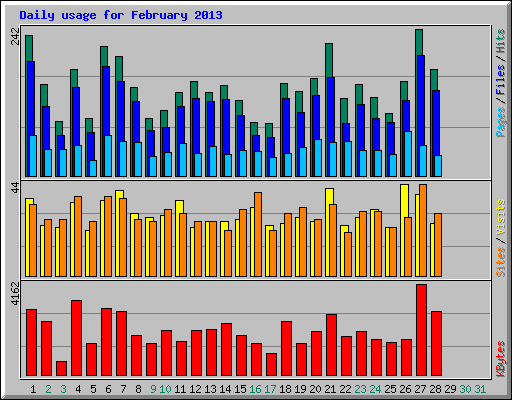 Daily usage for February 2013
242
Pages / Files / Hits
44
Sites / Visits
4162
KBytes
1 2 3 4 5 6 7 8 9 10 11 12 13 14 15 16 17 18 19 20 21 22 23 24 25 26 27 28 29 30 31